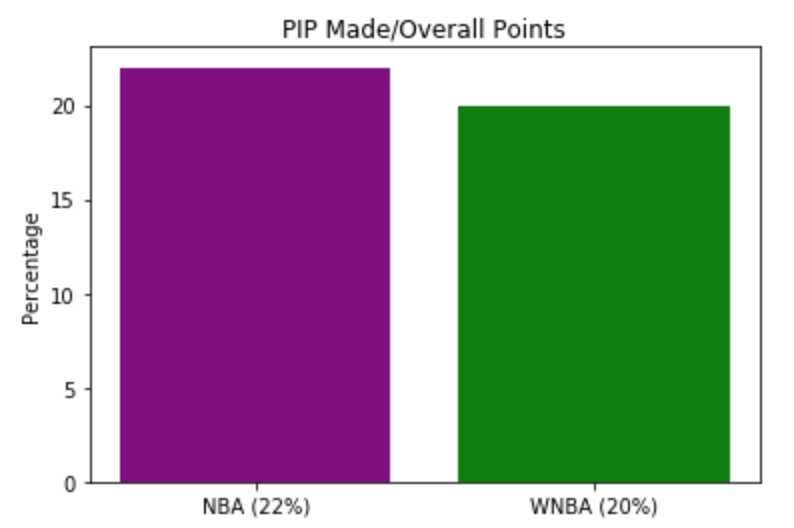 PIP Made/Overall Points
Percentage
20
15
10
5
0
NBA (22%)
WNBA (20%)